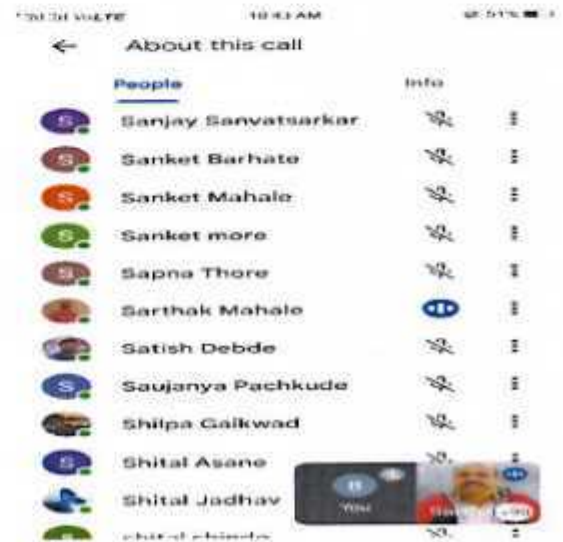 10:43 AM
51%
About this call
People Info
S Sanjay Sanvatsarkar
S Sanket Barhate
S Sanket Mahale
S Sanket more
S Sapna Thore
Sarthak Mahale
Satish Debde
S Saujanya Pachkude
Shilpa Gaikwad
S Shital Asane
Shital Jadhav
You